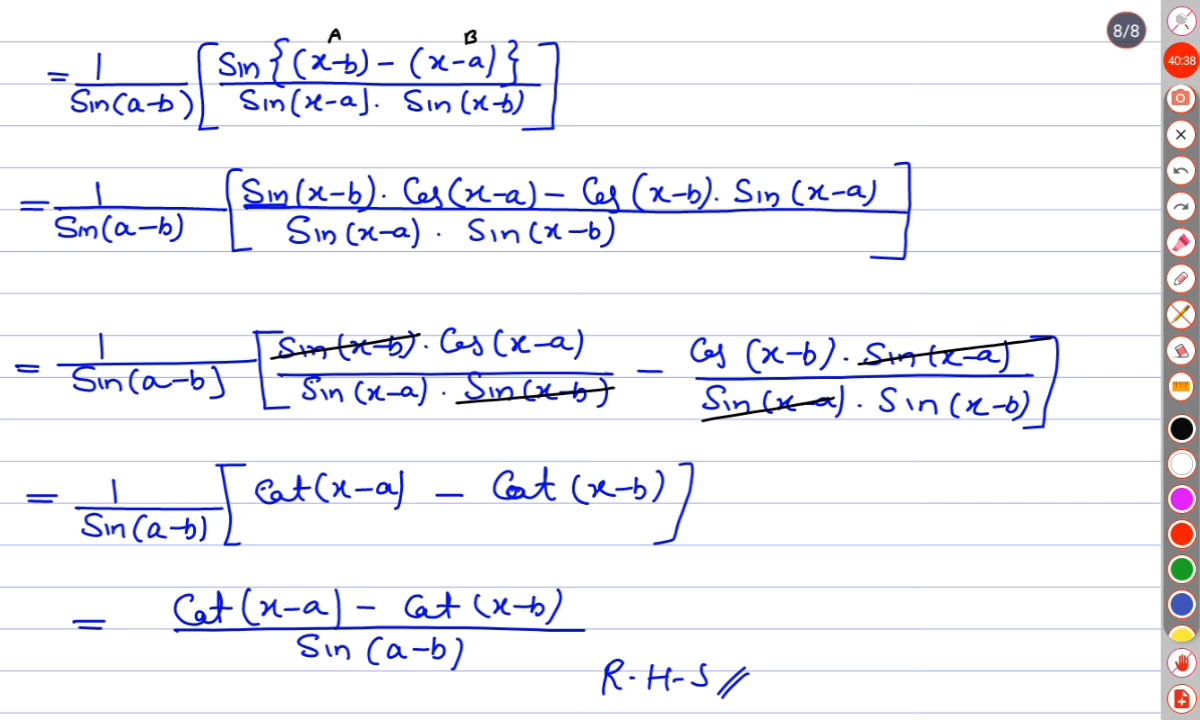 8/8
40:38
A B
= 1/Sin(a-b) [ Sin{(x-b) - (x-a)} / Sin(x-a). Sin(x-b) ]
= 1/Sin(a-b) [ Sin(x-b). Cos(x-a) - Cos(x-b). Sin(x-a) / Sin(x-a). Sin(x-b) ]
= 1/Sin(a-b) [ Sin(x-b). Cos(x-a) / Sin(x-a). Sin(x-b) - Cos(x-b). Sin(x-a) / Sin(x-a). Sin(x-b) ]
= 1/Sin(a-b) [ Cot(x-a) - Cot(x-b) ]
= Cot(x-a) - Cot(x-b) / Sin(a-b)
R.H-S //